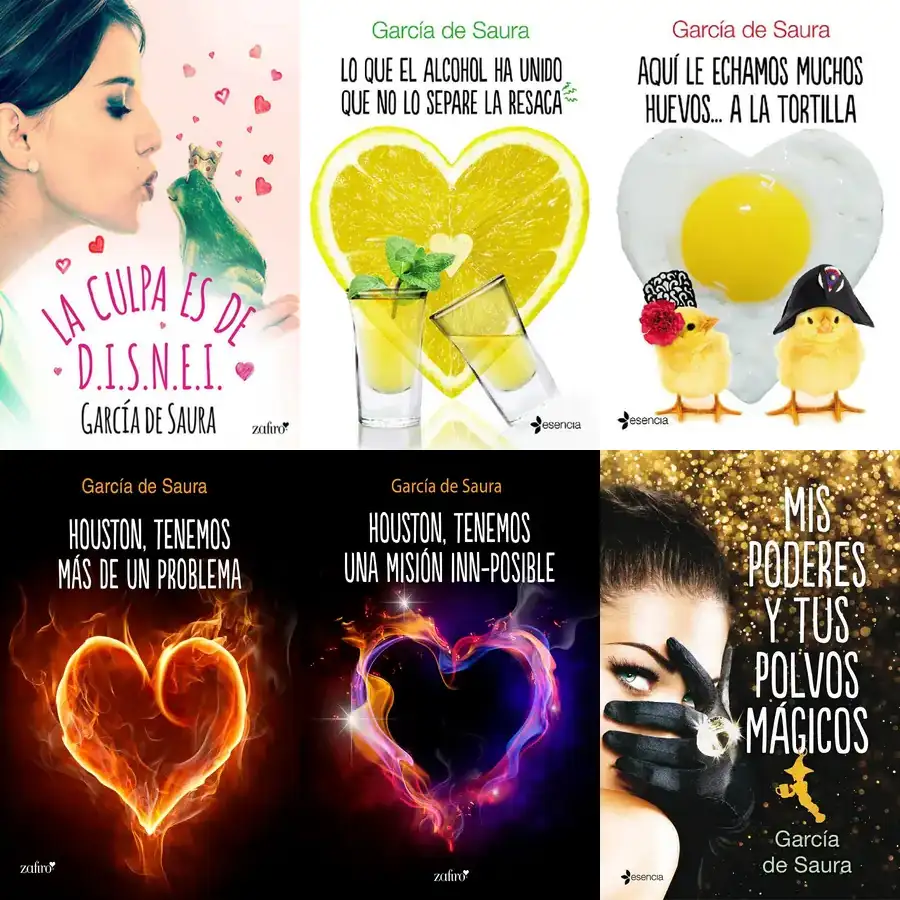 LA CULPA ES DE
D.I.S.N.E.I.
GARCÍA DE SAURA
zafiro
García de Saura
LO QUE EL ALCOHOL HA UNIDO
QUE NO LO SEPARE LA RESACA
esencia
García de Saura
AQUÍ LE ECHAMOS MUCHOS
HUEVOS... A LA TORTILLA
esencia
García de Saura
HOUSTON, TENEMOS
MÁS DE UN PROBLEMA
zafiro
García de Saura
HOUSTON, TENEMOS
UNA MISIÓN INN-POSIBLE
zafiro
MIS
PODERES
Y TUS
POLVOS
MÁGICOS
García
de Saura
esencia